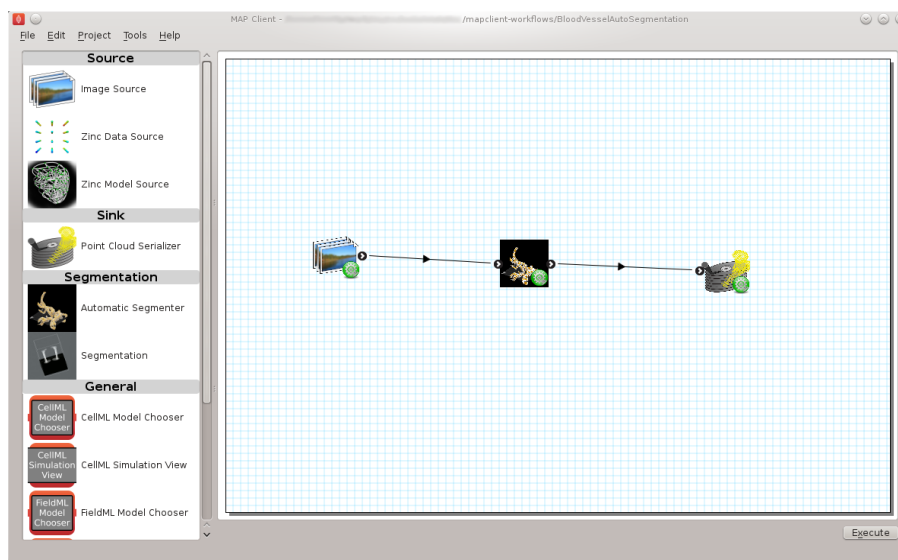 MAP Client - /mapclient-workflows/BloodVesselAutoSegmentation
File Edit Project Tools Help
Source
Image Source
Zinc Data Source
Zinc Model Source
Sink
Point Cloud Serializer
Segmentation
Automatic Segmenter
Segmentation
General
CellML
Model
Chooser
CellML Model Chooser
CellML
Simulation
View
CellML Simulation View
FieldML
Model
Chooser
FieldML Model Chooser
Execute